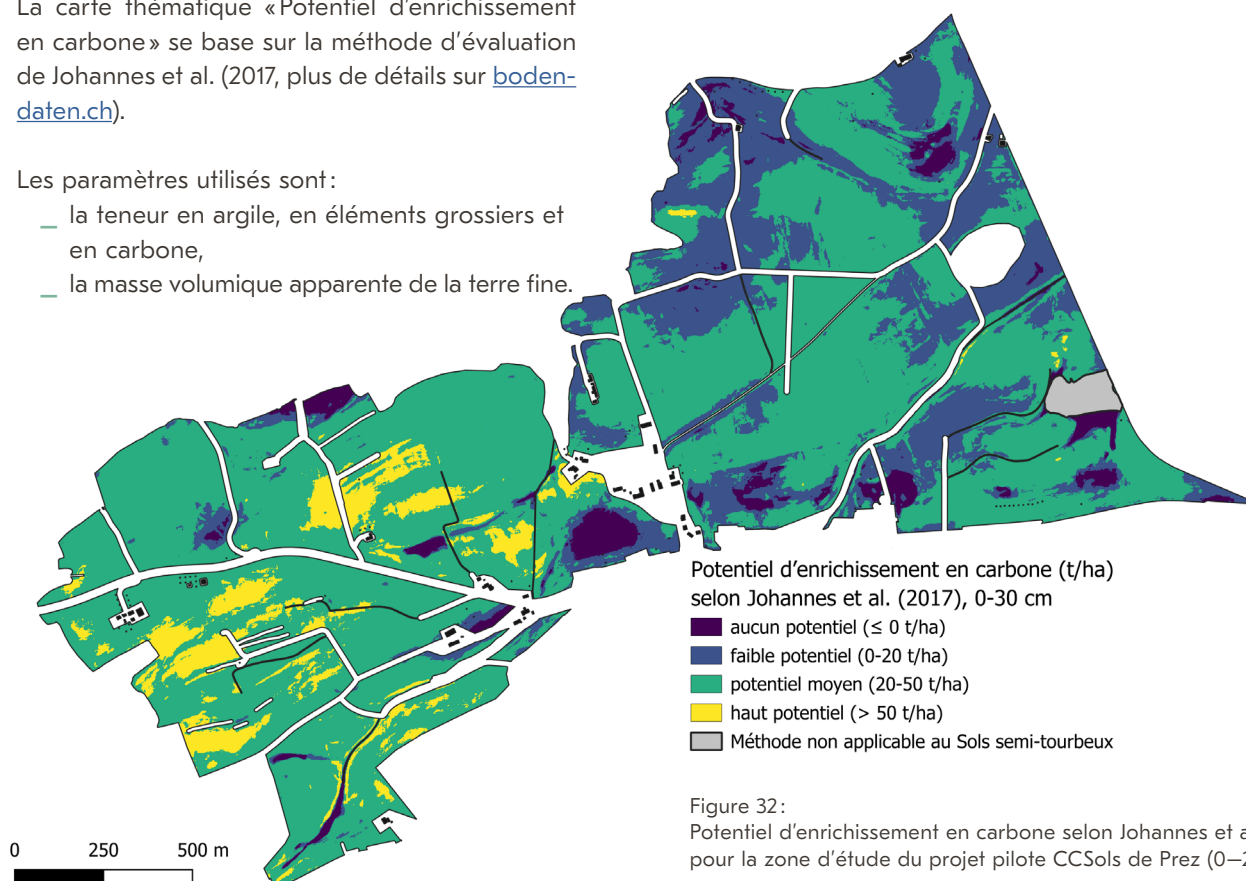 La carte thématique «Potentiel d'enrichissement
en carbone» se base sur la méthode d'évaluation
de Johannes et al. (2017, plus de détails sur boden-
daten.ch).
Les paramètres utilisés sont:
_ la teneur en argile, en éléments grossiers et
en carbone,
_ la masse volumique apparente de la terre fine.
Potentiel d'enrichissement en carbone (t/ha)
selon Johannes et al. (2017), 0-30 cm
aucun potentiel (≤ 0 t/ha)
faible potentiel (0-20 t/ha)
potentiel moyen (20-50 t/ha)
haut potentiel (> 50 t/ha)
Méthode non applicable au Sols semi-tourbeux
Figure 32:
Potentiel d'enrichissement en carbone selon Johannes et
pour la zone d'étude du projet pilote CCSols de Prez
0 250 500 m